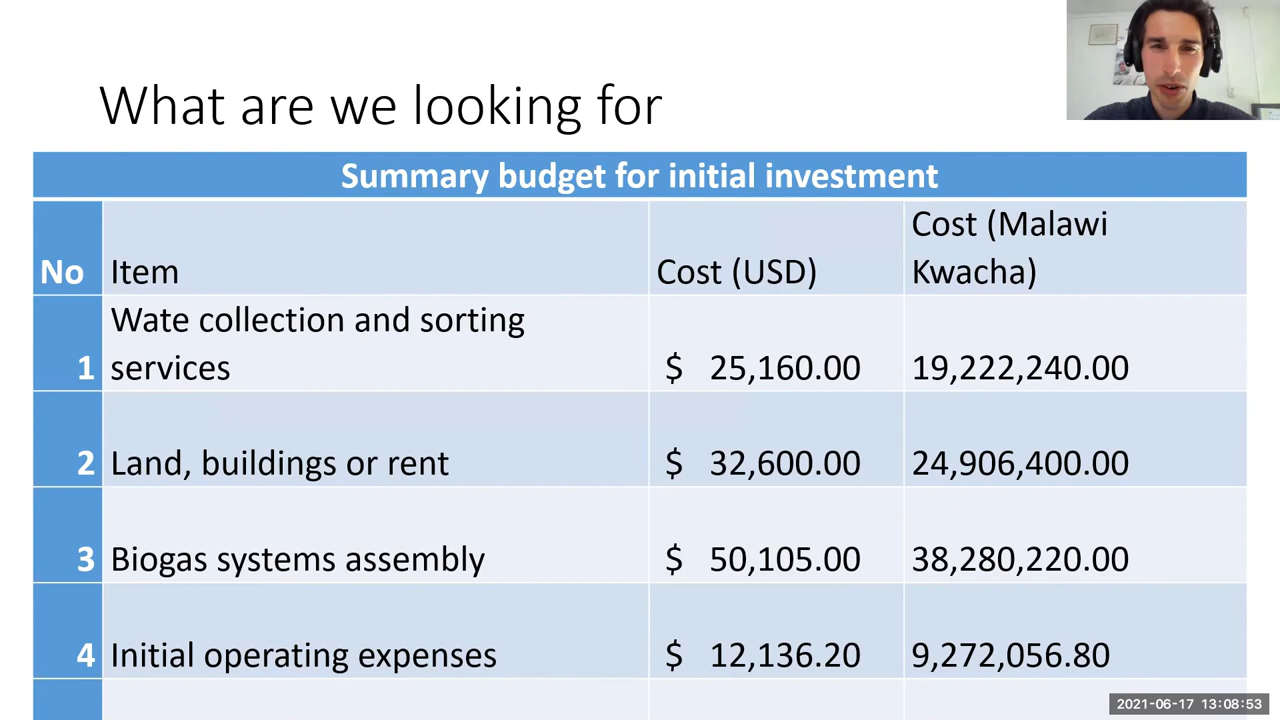 What are we looking for
Summary budget for initial investment
No Item Cost (USD) Cost (Malawi
Kwacha)
Wate collection and sorting
1 services $ 25,160.00 19,222,240.00
2 Land, buildings or rent $ 32,600.00 24,906,400.00
3 Biogas systems assembly $ 50,105.00 38,280,220.00
4 Initial operating expenses $ 12,136.20 9,272,056.80
2021-06-17 13:08:53